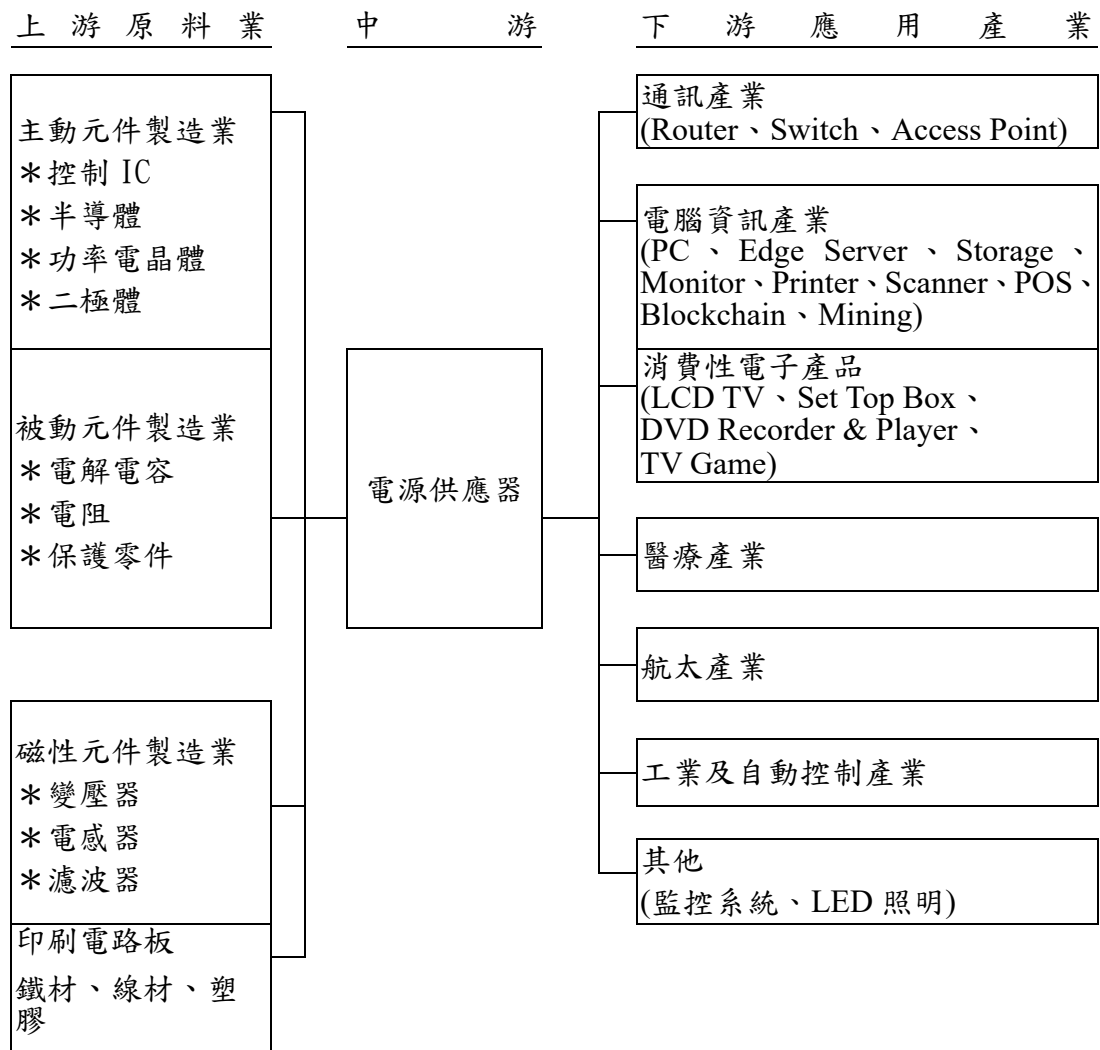 上游原料業
中游
下游應用產業
主動元件製造業
＊控制 IC
＊半導體
＊功率電晶體
＊二極體
被動元件製造業
＊電解電容
＊電阻
＊保護零件
磁性元件製造業
＊變壓器
＊電感器
＊濾波器
印刷電路板
鐵材、線材、塑
膠
電源供應器
通訊產業
(Router、Switch、Access Point)
電腦資訊產業
(PC、Edge Server、Storage、
Monitor、Printer、Scanner、POS、
Blockchain、Mining)
消費性電子產品
(LCD TV、Set Top Box、
DVD Recorder & Player、
TV Game)
醫療產業
航太產業
工業及自動控制產業
其他
(監控系統、LED 照明)